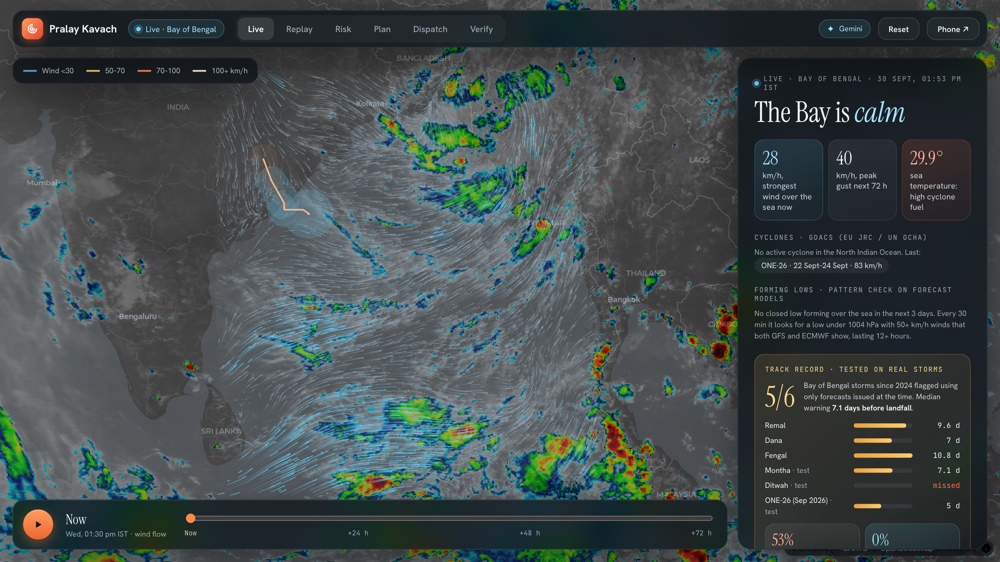 Pralay Kavach
Live · Bay of Bengal
Live
Replay
Risk
Plan
Dispatch
Verify
Gemini
Reset
Phone ↗
Wind <30
50–70
70–100
100+ km/h
BANGLADESH
INDIA
Kolkata
LAOS
Mumbai
MYANMAR
THAILAND
Bangkok
Bengaluru
CAMBO
SRI LANKA
MALAYSIA
LIVE · BAY OF BENGAL · 30 SEPT, 01:53 PM
IST
The Bay is calm
28
km/h,
strongest
wind over the
sea now
40
km/h, peak
gust next 72 h
29.9°
sea
temperature:
high cyclone
fuel
CYCLONES · GDACS (EU JRC / UN OCHA)
No active cyclone in the North Indian Ocean. Last:
ONE-26 · 22 Sept–24 Sept · 83 km/h
FORMING LOWS · PATTERN CHECK ON FORECAST
MODELS
No closed low forming over the sea in the next 3 days. Every 30
min it looks for a low under 1004 hPa with 50+ km/h winds that
both GFS and ECMWF show, lasting 12+ hours.
TRACK RECORD · TESTED ON REAL STORMS
5/6
Bay of Bengal storms since 2024 flagged using
only forecasts issued at the time. Median
warning 7.1 days before landfall.
Remal 9.6 d
Dana 7 d
Fengal 10.8 d
Montha · test 7.1 d
Ditwah · test missed
ONE-26 (Sep 2026) ·
test 5 d
53%
0%
Now
Wed, 01:30 pm IST · wind flow
Now
+24 h
+48 h
+72 h